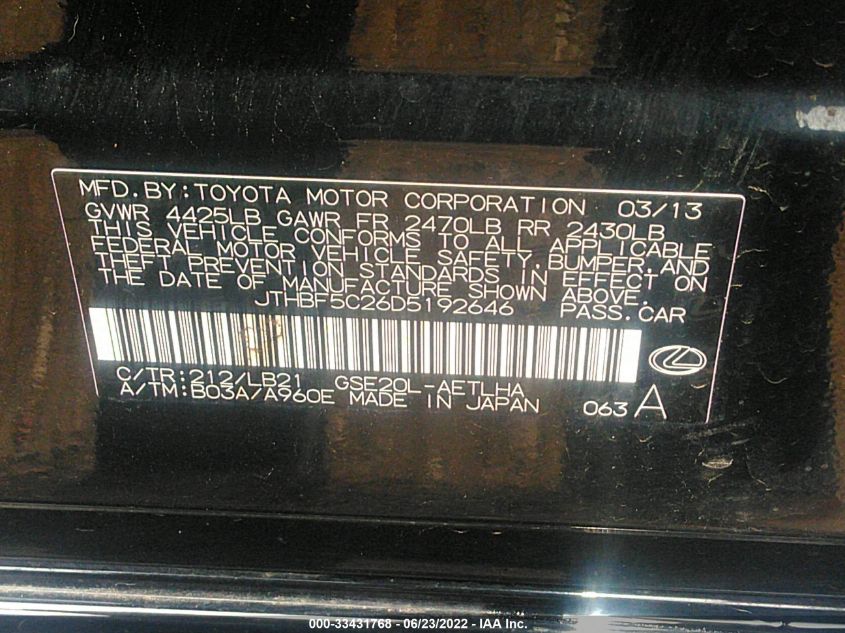 MFD.BY:TOYOTA MOTOR CORPORATION 03/13
GVWR 4425LB GAWR FR 2470LB RR 2430LB
THIS VEHICLE CONFORMS TO ALL APPLICABLE
FEDERAL MOTOR VEHICLE SAFETY,BUMPER,AND
THEFT PREVENTION STANDARDS IN EFFECT ON
THE DATE OF MANUFACTURE SHOWN ABOVE.
JTHBF5C26D5192646 PASS.CAR
C/TR:212/LB21 GSE20L-AETLHA
A/TM:B03A/A960E MADE IN JAPAN 063 A
000-33431768 - 06/23/2022 - IAA Inc.